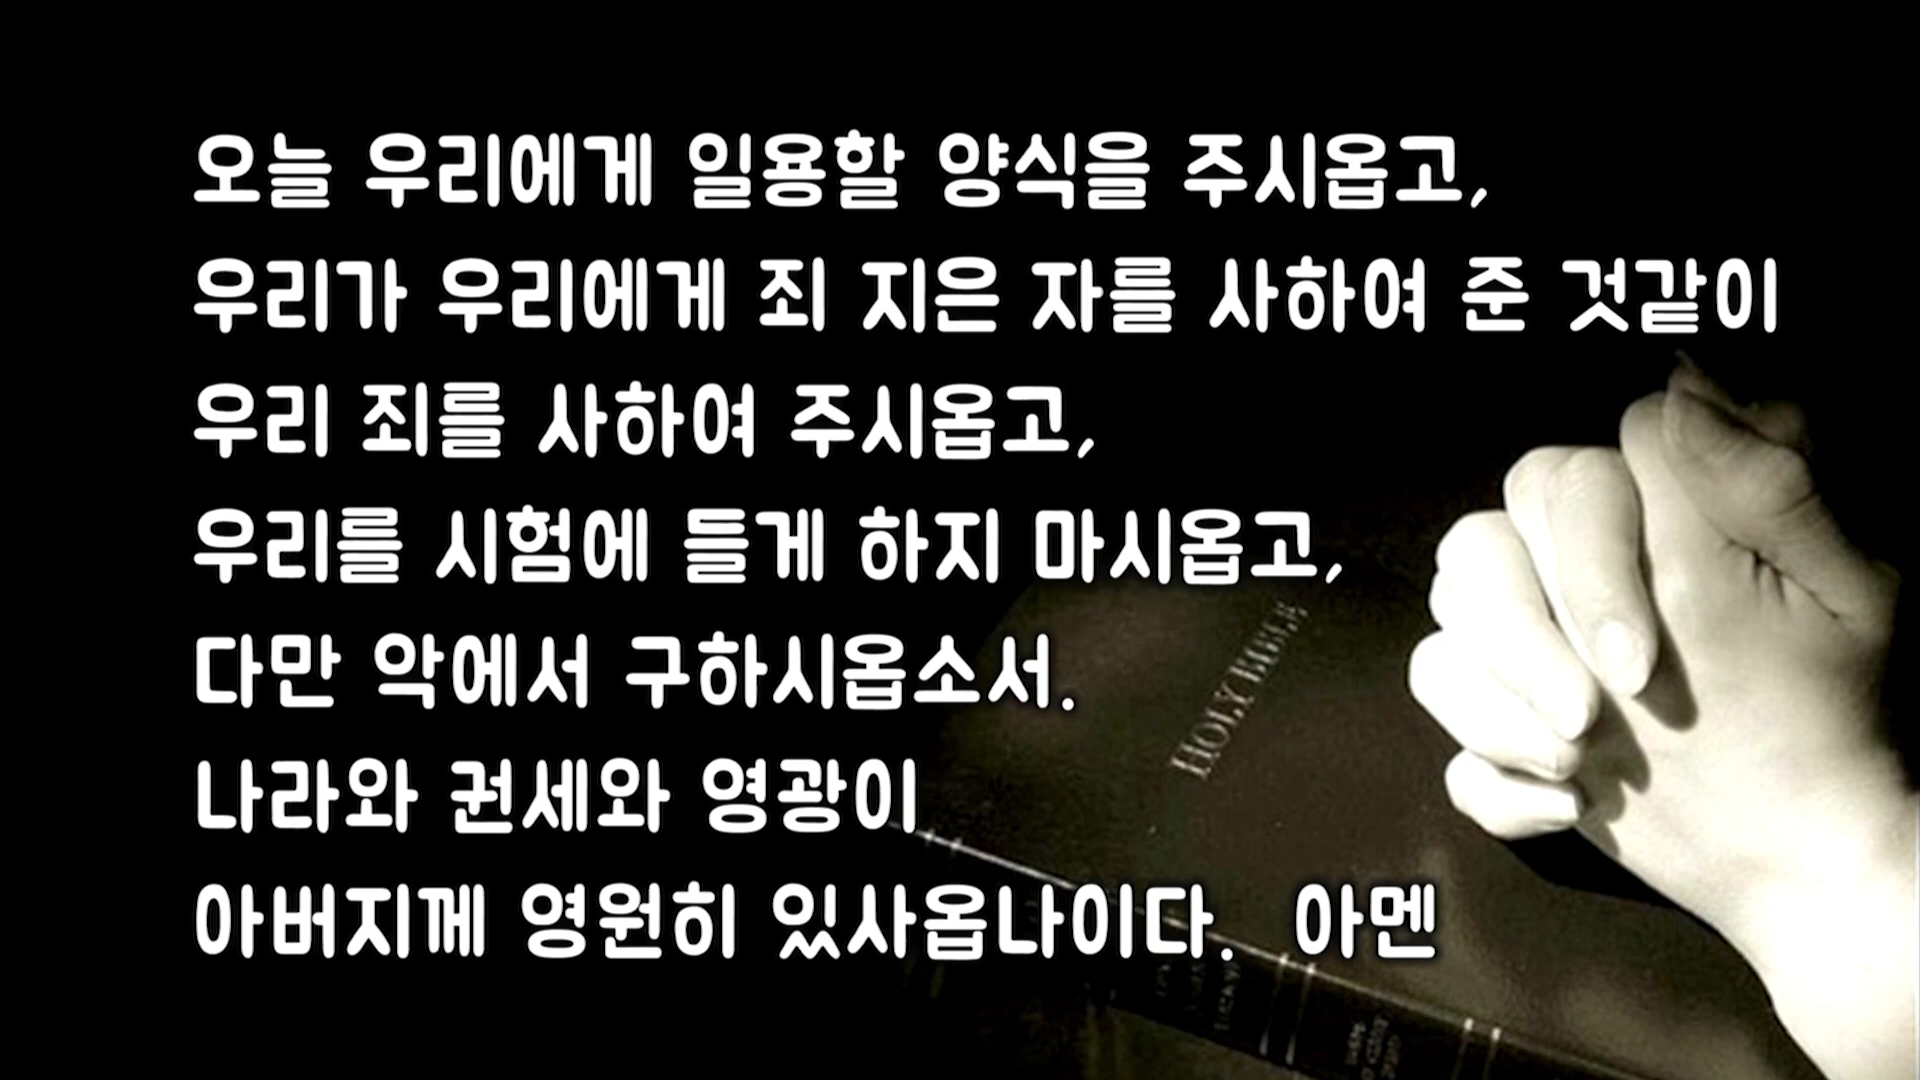 오늘 우리에게 일용할 양식을 주시옵고,
우리가 우리에게 죄 지은 자를 사하여 준 것같이
우리 죄를 사하여 주시옵고,
우리를 시험에 들게 하지 마시옵고,
다만 악에서 구하시옵소서.
나라와 권세와 영광이
아버지께 영원히 있사옵나이다. 아멘
HOLY BIBLE